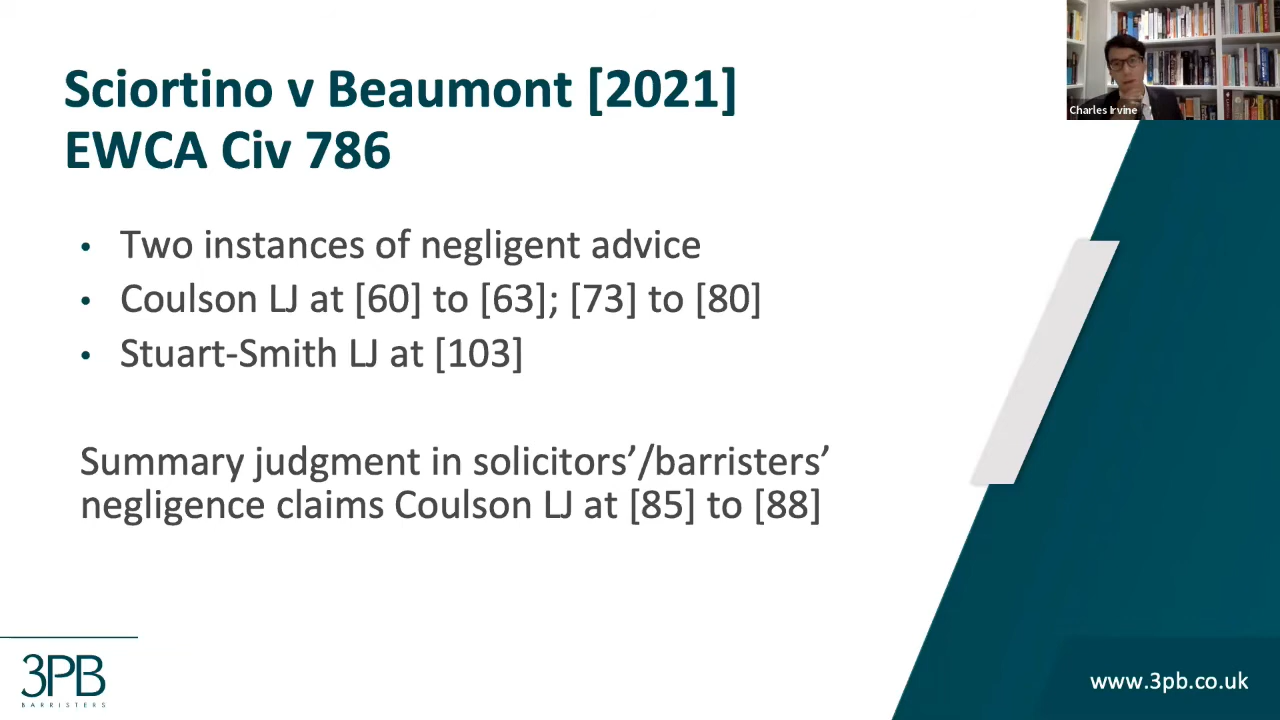 Sciortino v Beaumont [2021]
EWCA Civ 786
Charles Irvine
• Two instances of negligent advice
• Coulson LJ at [60] to [63]; [73] to [80]
• Stuart-Smith LJ at [103]
Summary judgment in solicitors’/barristers’
negligence claims Coulson LJ at [85] to [88]
3PB
BARRISTERS
www.3pb.co.uk